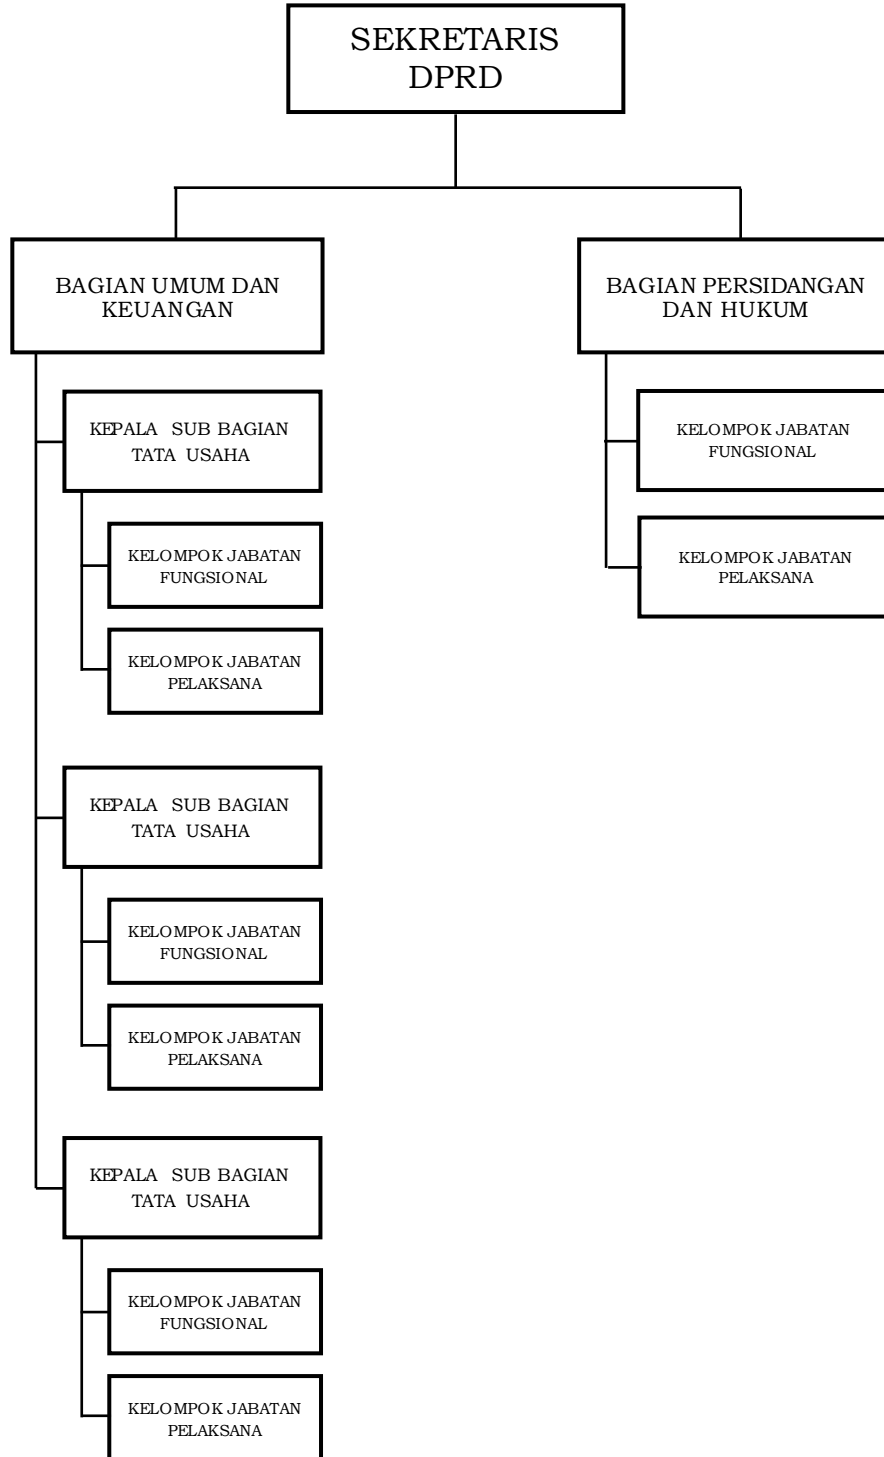 SEKRETARIS
DPRD
BAGIAN UMUM DAN
KEUANGAN
BAGIAN PERSIDANGAN
DAN HUKUM
KEPALA SUB BAGIAN
TATA USAHA
KELOMPOK JABATAN
FUNGSIONAL
KELOMPOK JABATAN
PELAKSANA
KEPALA SUB BAGIAN
TATA USAHA
KELOMPOK JABATAN
FUNGSIONAL
KELOMPOK JABATAN
PELAKSANA
KEPALA SUB BAGIAN
TATA USAHA
KELOMPOK JABATAN
FUNGSIONAL
KELOMPOK JABATAN
PELAKSANA
KELOMPOK JABATAN
FUNGSIONAL
KELOMPOK JABATAN
PELAKSANA